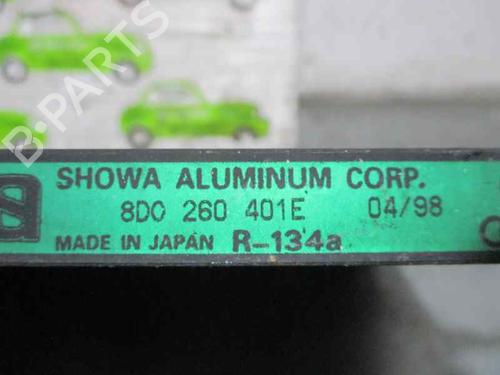 SHOWA ALUMINUM CORP.
8D0 260 401E 04/98
MADE IN JAPAN R-134a
B-PARTS